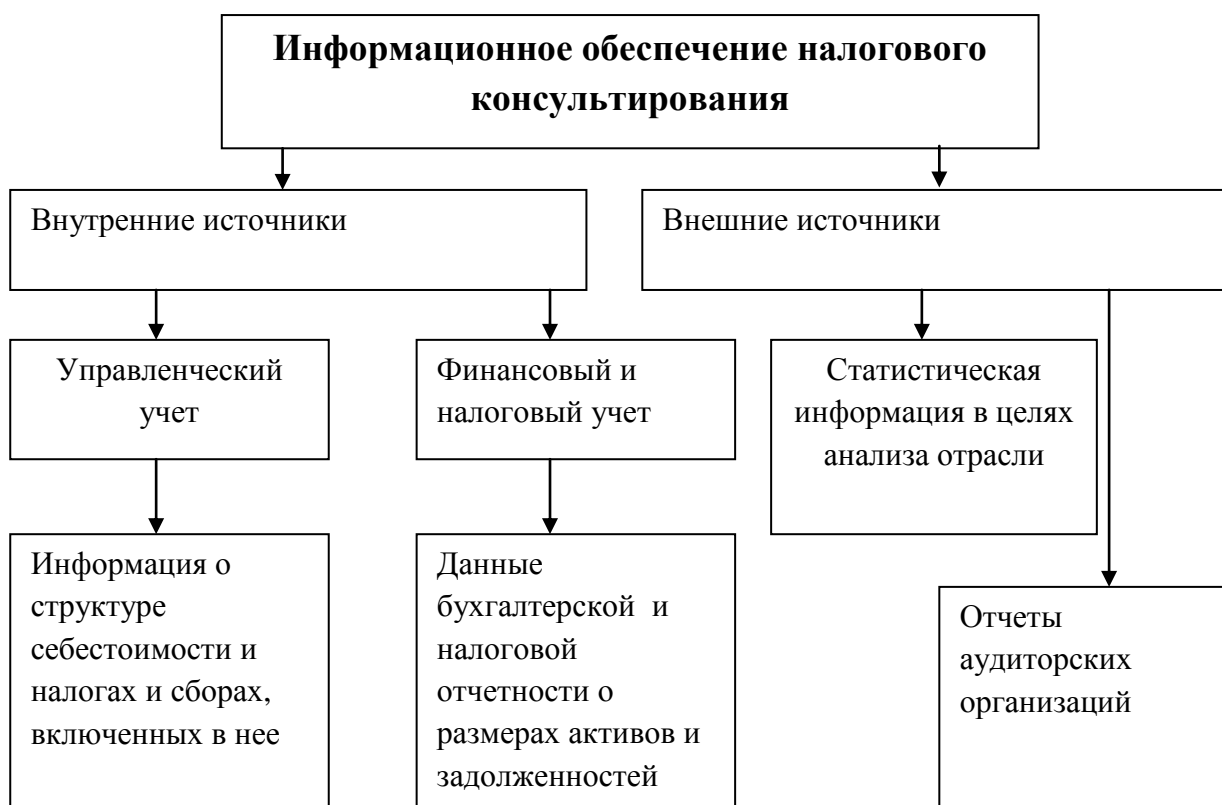 Информационное обеспечение налогового
консультирования
Внутренние источники
Внешние источники
Управленческий
учет
Финансовый и
налоговый учет
Статистическая
информация в целях
анализа отрасли
Информация о
структуре
себестоимости и
налогах и сборах,
включенных в нее
Данные
бухгалтерской и
налоговой
отчетности о
размерах активов и
задолженностей
Отчеты
аудиторских
организаций